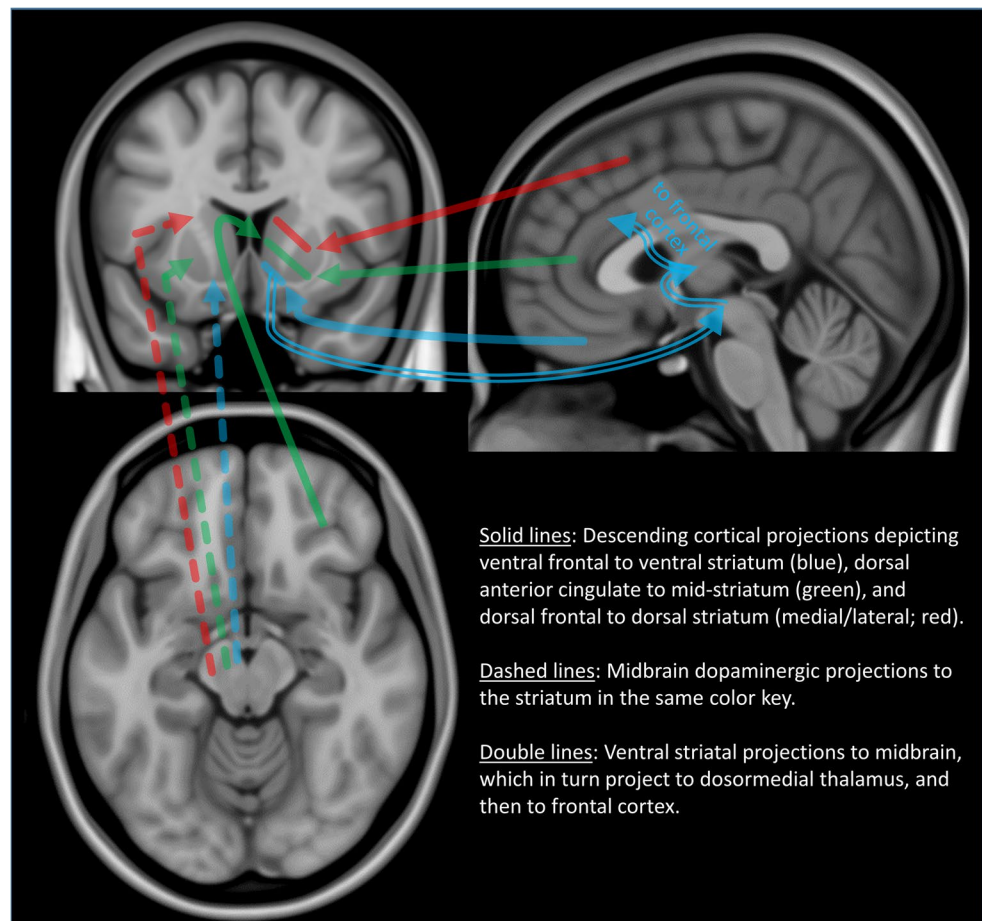 to frontal
cortex
Solid lines: Descending cortical projections depicting
ventral frontal to ventral striatum (blue), dorsal
anterior cingulate to mid-striatum (green), and
dorsal frontal to dorsal striatum (medial/lateral; red).
Dashed lines: Midbrain dopaminergic projections to
the striatum in the same color key.
Double lines: Ventral striatal projections to midbrain,
which in turn project to dosormedial thalamus, and
then to frontal cortex.